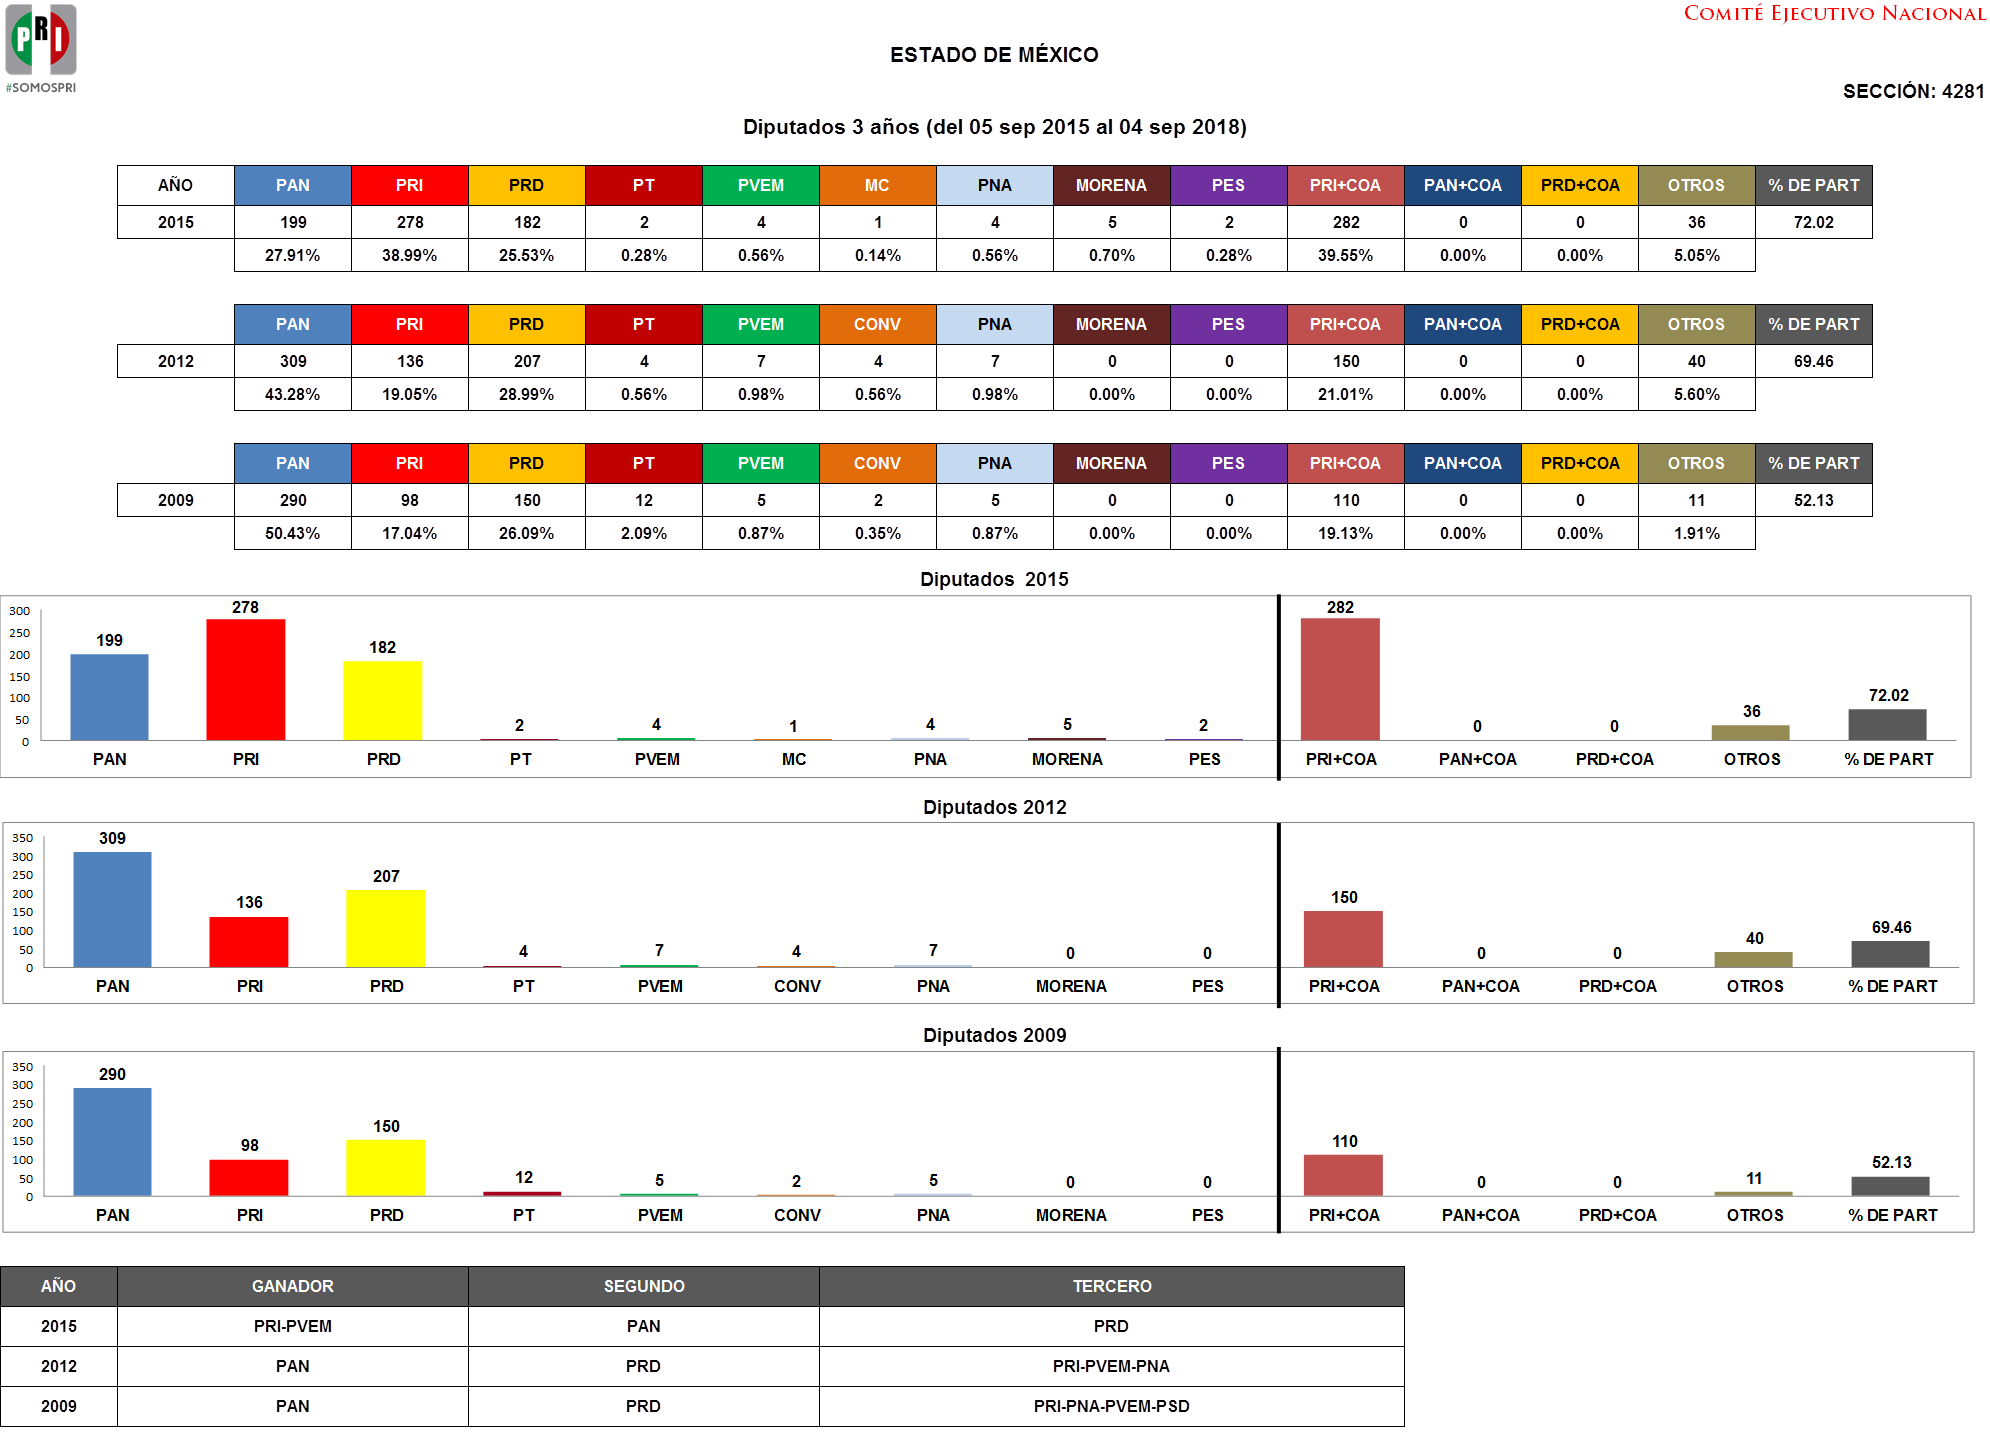 PRI
#SOMOSPRI
COMITÉ EJECUTIVO NACIONAL
ESTADO DE MÉXICO
SECCIÓN: 4281
Diputados 3 años (del 05 sep 2015 al 04 sep 2018)
AÑO PAN PRI PRD PT PVEM MC PNA MORENA PES PRI+COA PAN+COA PRD+COA OTROS % DE PART
2015 199 278 182 2 4 1 4 5 2 282 0 0 36 72.02
27.91% 38.99% 25.53% 0.28% 0.56% 0.14% 0.56% 0.70% 0.28% 39.55% 0.00% 0.00% 5.05%
PAN PRI PRD PT PVEM CONV PNA MORENA PES PRI+COA PAN+COA PRD+COA OTROS % DE PART
2012 309 136 207 4 7 4 7 0 0 150 0 0 40 69.46
43.28% 19.05% 28.99% 0.56% 0.98% 0.56% 0.98% 0.00% 0.00% 21.01% 0.00% 0.00% 5.60%
PAN PRI PRD PT PVEM CONV PNA MORENA PES PRI+COA PAN+COA PRD+COA OTROS % DE PART
2009 290 98 150 12 5 2 5 0 0 110 0 0 11 52.13
50.43% 17.04% 26.09% 2.09% 0.87% 0.35% 0.87% 0.00% 0.00% 19.13% 0.00% 0.00% 1.91%
Diputados 2015
300
250
200
150
100
50
0
199 278 182 2 4 1 4 5 2 282 0 0 36 72.02
PAN PRI PRD PT PVEM MC PNA MORENA PES PRI+COA PAN+COA PRD+COA OTROS % DE PART
Diputados 2012
350
300
250
200
150
100
50
0
309 136 207 4 7 4 7 0 0 150 0 0 40 69.46
PAN PRI PRD PT PVEM CONV PNA MORENA PES PRI+COA PAN+COA PRD+COA OTROS % DE PART
Diputados 2009
350
300
250
200
150
100
50
0
290 98 150 12 5 2 5 0 0 110 0 0 11 52.13
PAN PRI PRD PT PVEM CONV PNA MORENA PES PRI+COA PAN+COA PRD+COA OTROS % DE PART
AÑO GANADOR SEGUNDO TERCERO
2015 PRI-PVEM PAN PRD
2012 PAN PRD PRI-PVEM-PNA
2009 PAN PRD PRI-PNA-PVEM-PSD